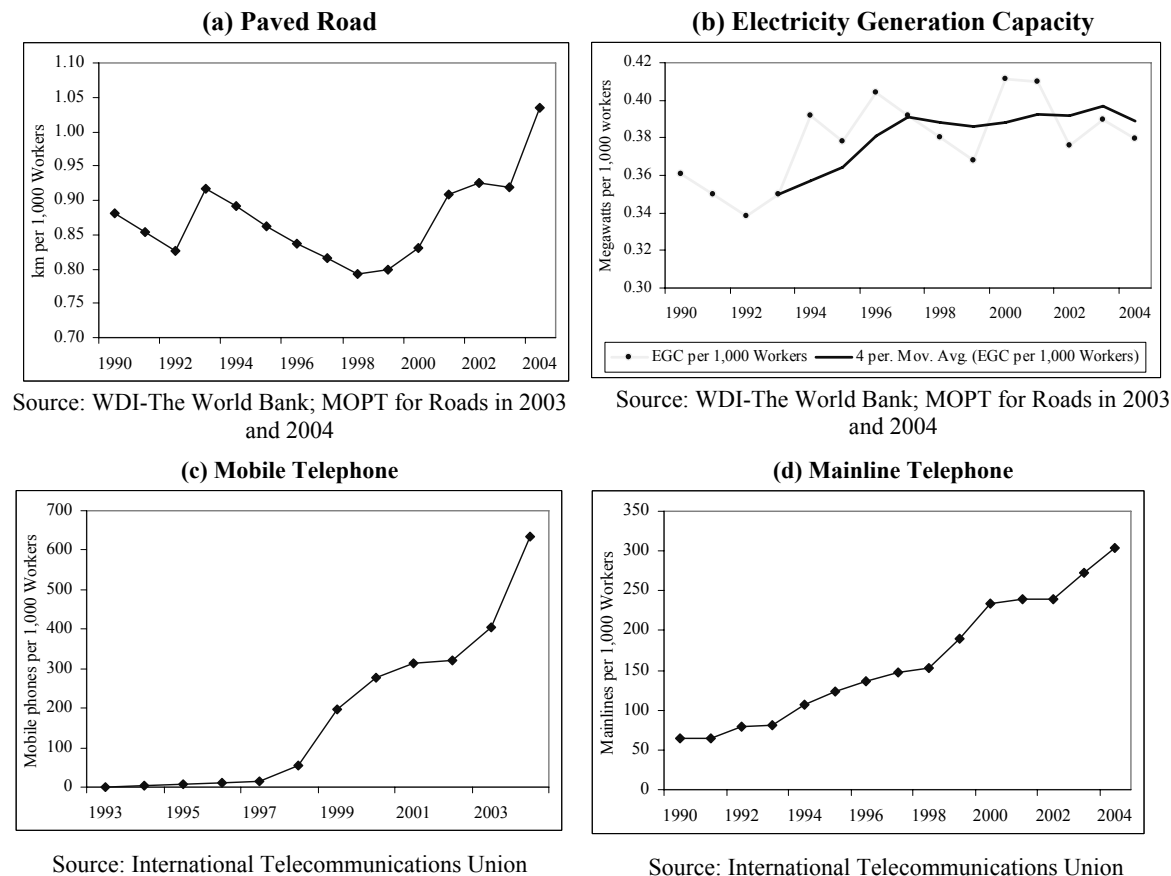 (a) Paved Road
km per 1,000 Workers
1.10
1.05
1.00
0.95
0.90
0.85
0.80
0.75
0.70
1990 1992 1994 1996 1998 2000 2002 2004
Source: WDI-The World Bank; MOPT for Roads in 2003
and 2004
(b) Electricity Generation Capacity
Megawatts per 1,000 workers
0.42
0.40
0.38
0.36
0.34
0.32
0.30
1990 1992 1994 1996 1998 2000 2002 2004
EGC per 1,000 Workers 4 per. Mov. Avg. (EGC per 1,000 Workers)
Source: WDI-The World Bank; MOPT for Roads in 2003
and 2004
(c) Mobile Telephone
Mobile phones per 1,000 Workers
700
600
500
400
300
200
100
0
1993 1995 1997 1999 2001 2003
Source: International Telecommunications Union
(d) Mainline Telephone
Mainlines per 1,000 Workers
350
300
250
200
150
100
50
0
1990 1992 1994 1996 1998 2000 2002 2004
Source: International Telecommunications Union